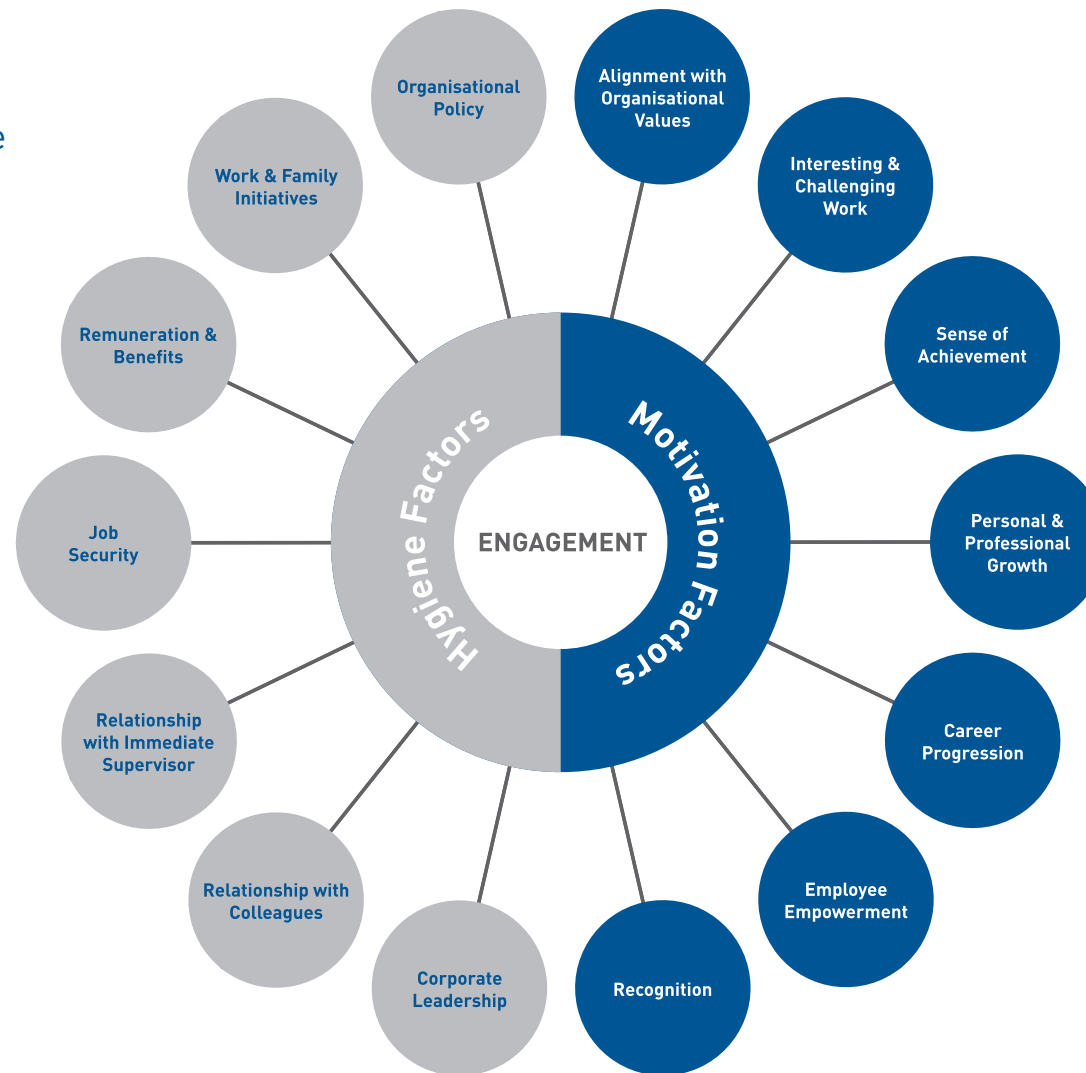 e
Organisational
Policy
Alignment with
Organisational
Values
Work & Family
Initiatives
Interesting &
Challenging
Work
Remuneration &
Benefits
Sense of
Achievement
Job
Security
Hygiene Factors
ENGAGEMENT
Motivation Factors
Personal &
Professional
Growth
Relationship
with Immediate
Supervisor
Career
Progression
Relationship with
Colleagues
Employee
Empowerment
Corporate
Leadership
Recognition